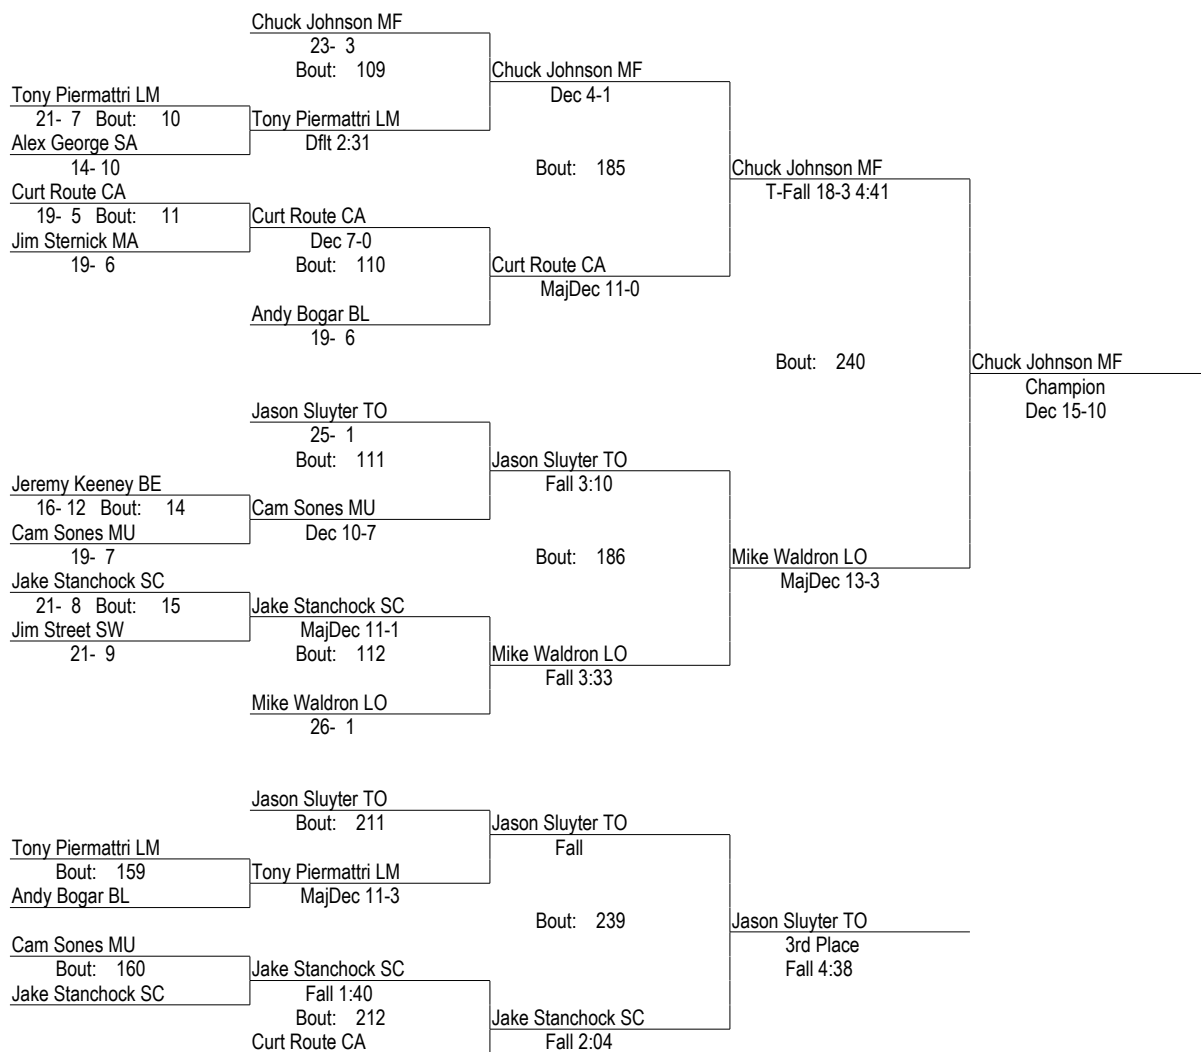 Chuck Johnson MF
23- 3
Bout: 109
Chuck Johnson MF
Dec 4-1
Tony Piermattri LM
21- 7 Bout: 10
Tony Piermattri LM
Dflt 2:31
Alex George SA
14- 10
Bout: 185
Chuck Johnson MF
T-Fall 18-3 4:41
Curt Route CA
19- 5 Bout: 11
Curt Route CA
Dec 7-0
Jim Sternick MA
19- 6
Bout: 110
Curt Route CA
MajDec 11-0
Andy Bogar BL
19- 6
Bout: 240
Chuck Johnson MF
Champion
Dec 15-10
Jason Sluyter TO
25- 1
Bout: 111
Jason Sluyter TO
Fall 3:10
Jeremy Keeney BE
16- 12 Bout: 14
Cam Sones MU
Dec 10-7
Cam Sones MU
19- 7
Bout: 186
Mike Waldron LO
MajDec 13-3
Jake Stanchock SC
21- 8 Bout: 15
Jake Stanchock SC
MajDec 11-1
Jim Street SW
21- 9
Bout: 112
Mike Waldron LO
Fall 3:33
Mike Waldron LO
26- 1
Jason Sluyter TO
Bout: 211
Jason Sluyter TO
Fall
Tony Piermattri LM
Bout: 159
Tony Piermattri LM
MajDec 11-3
Andy Bogar BL
Bout: 239
Jason Sluyter TO
3rd Place
Fall 4:38
Cam Sones MU
Bout: 160
Jake Stanchock SC
Fall 1:40
Jake Stanchock SC
Bout: 212
Jake Stanchock SC
Fall 2:04
Curt Route CA